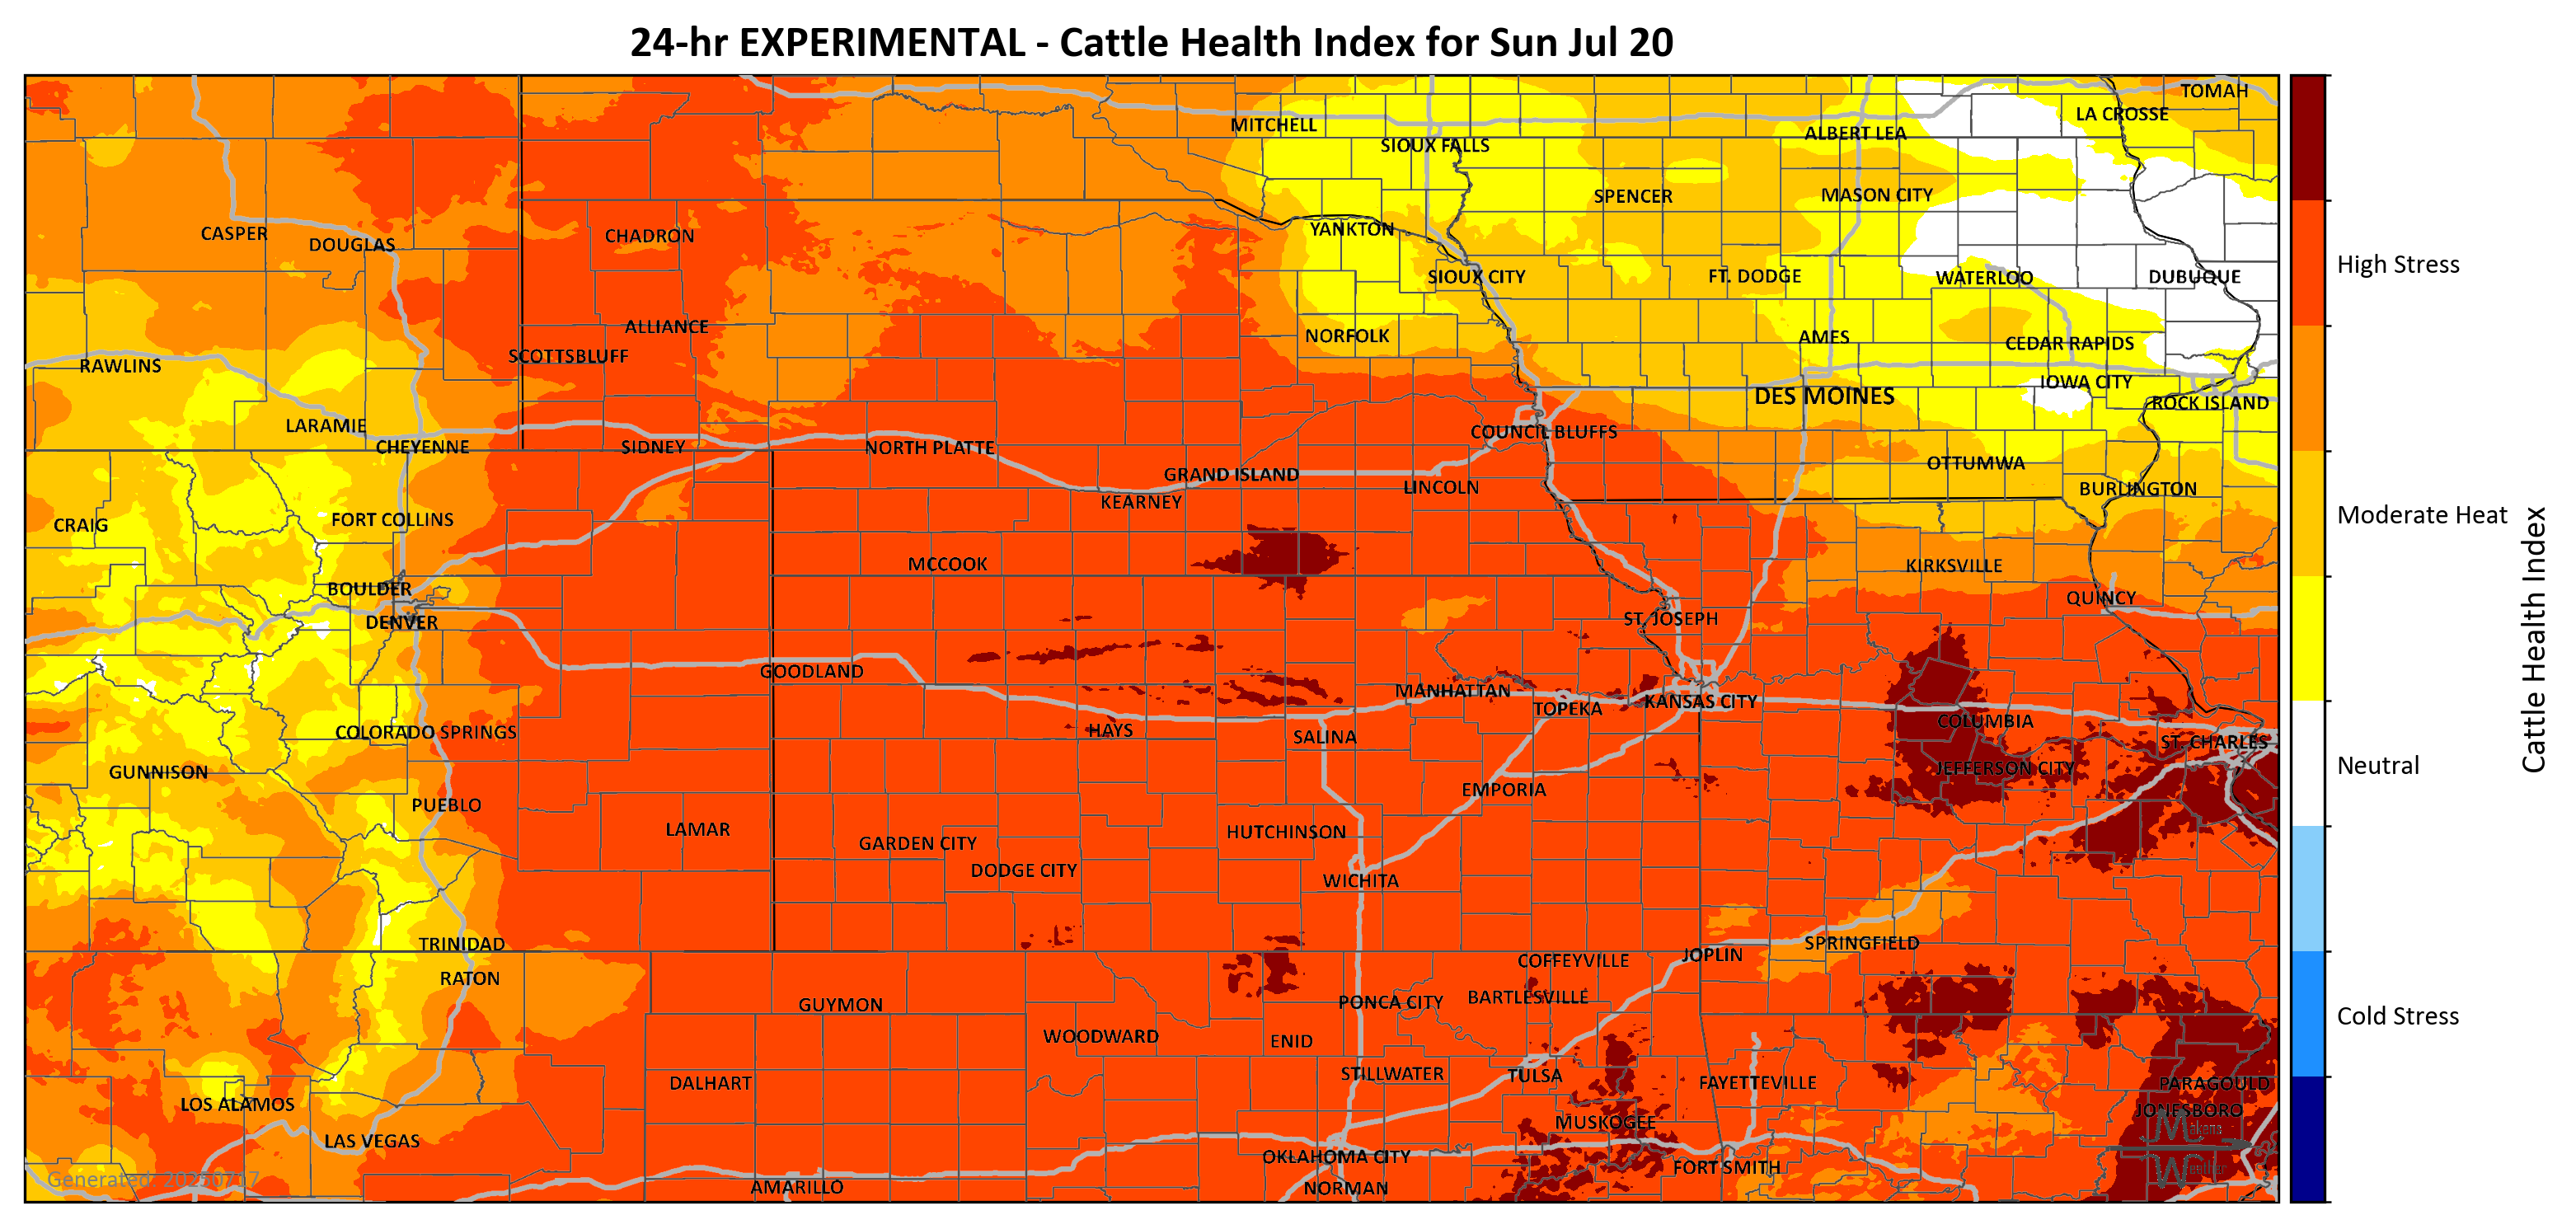 24-hr EXPERIMENTAL - Cattle Health Index for Sun Jul 20
TOMAH
LA CROSSE
MITCHELL
ALBERT LEA
SIOUX FALLS
SPENCER
MASON CITY
CASPER
DOUGLAS
CHADRON
YANKTON
SIOUX CITY
FT. DODGE
WATERLOO
DUBUQUE
ALLIANCE
NORFOLK
AMES
CEDAR RAPIDS
SCOTTSBLUFF
RAWLINS
IOWA CITY
DES MOINES
ROCK ISLAND
LARAMIE
COUNCIL BLUFFS
CHEYENNE
SIDNEY
NORTH PLATTE
OTTUMWA
GRAND ISLAND
LINCOLN
BURLINGTON
KEARNEY
CRAIG
FORT COLLINS
MCCOOK
KIRKSVILLE
BOULDER
QUINCY
DENVER
ST. JOSEPH
GOODLAND
MANHATTAN
KANSAS CITY
TOPEKA
COLUMBIA
COLORADO SPRINGS
HAYS
SALINA
ST. CHARLES
GUNNISON
JEFFERSON CITY
EMPORIA
PUEBLO
LAMAR
HUTCHINSON
GARDEN CITY
DODGE CITY
WICHITA
TRINIDAD
SPRINGFIELD
JOPLIN
COFFEYVILLE
RATON
BARTLESVILLE
PONCA CITY
GUYMON
WOODWARD
ENID
STILLWATER
TULSA
DALHART
FAYETTEVILLE
PARAGOULD
LOS ALAMOS
JONESBORO
MUSKOGEE
Makens
LAS VEGAS
OKLAHOMA CITY
FORT SMITH
Weather
Generated: 20250717
AMARILLO
NORMAN
High Stress
Moderate Heat
Neutral
Cold Stress
Cattle Health Index